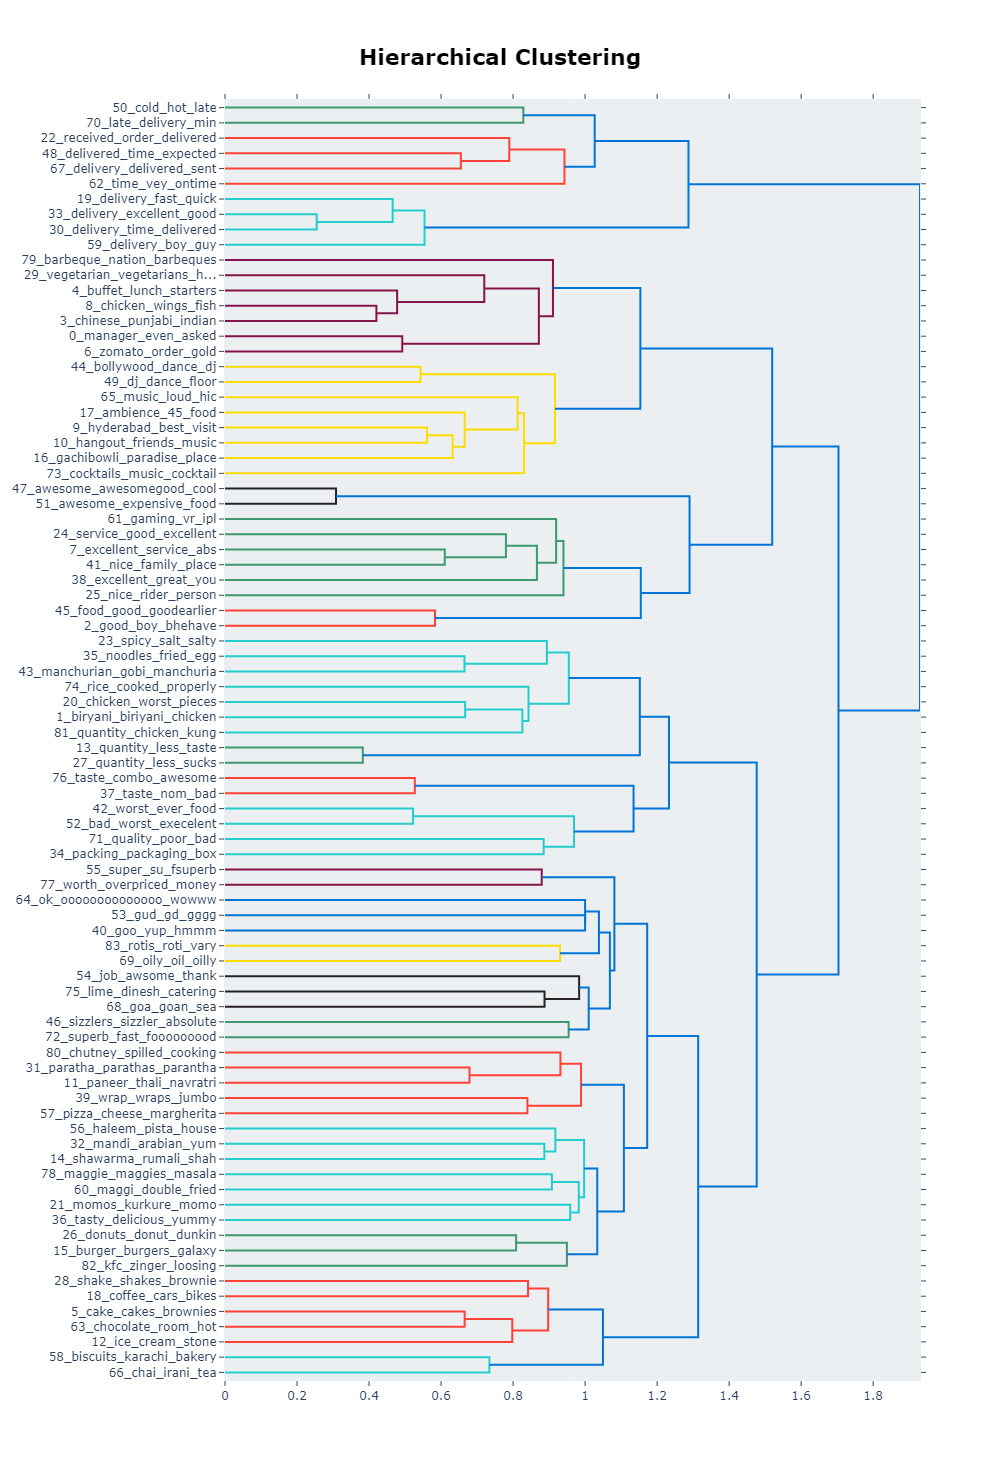 Hierarchical Clustering
50_cold_hot_late
70_late_delivery_min
22_received_order_delivered
48_delivered_time_expected
67_delivery_delivered_sent
62_time_vey_ontime
19_delivery_fast_quick
33_delivery_excellent_good
30_delivery_time_delivered
59_delivery_boy_guy
79_barbeque_nation_barbeques
29_vegetarian_vegetarians_h...
4_buffet_lunch_starters
8_chicken_wings_fish
3_chinese_punjabi_indian
0_manager_even_asked
6_zomato_order_gold
44_bollywood_dance_dj
49_dj_dance_floor
65_music_loud_hic
17_ambience_45_food
9_hyderabad_best_visit
10_hangout_friends_music
16_gachibowli_paradise_place
73_cocktails_music_cocktail
47_awesome_awesomegood_cool
51_awesome_expensive_food
61_gaming_vr_ipl
24_service_good_excellent
7_excellent_service_abs
41_nice_family_place
38_excellent_great_you
25_nice_rider_person
45_food_good_goodearlier
2_good_boy_bhehave
23_spicy_salt_salty
35_noodles_fried_egg
43_manchurian_gobi_manchuria
74_rice_cooked_properly
20_chicken_worst_pieces
1_biryani_biriyani_chicken
81_quantity_chicken_kung
13_quantity_less_taste
27_quantity_less_sucks
76_taste_combo_awesome
37_taste_nom_bad
42_worst_ever_food
52_bad_worst_execelent
71_quality_poor_bad
34_packing_packaging_box
55_super_su_fsuperb
77_worth_overpriced_money
64_ok_oooooooooooooo_wowww
53_gud_gd_gggg
40_goo_yup_hmmm
83_rotis_roti_vary
69_oily_oil_oilly
54_job_awsome_thank
75_lime_dinesh_catering
68_goa_goan_sea
46_sizzlers_sizzler_absolute
72_superb_fast_foooooood
80_chutney_spilled_cooking
31_paratha_parathas_parantha
11_paneer_thali_navratri
39_wrap_wraps_jumbo
57_pizza_cheese_margherita
56_haleem_pista_house
32_mandi_arabian_yum
14_shawarma_rumali_shah
78_maggie_maggies_masala
60_maggi_double_fried
21_momos_kurkure_momo
36_tasty_delicious_yummy
26_donuts_donut_dunkin
15_burger_burgers_galaxy
82_kfc_zinger_loosing
28_shake_shakes_brownie
18_coffee_cars_bikes
5_cake_cakes_brownies
63_chocolate_room_hot
12_ice_cream_stone
58_biscuits_karachi_bakery
66_chai_irani_tea
0 0.2 0.4 0.6 0.8 1 1.2 1.4 1.6 1.8